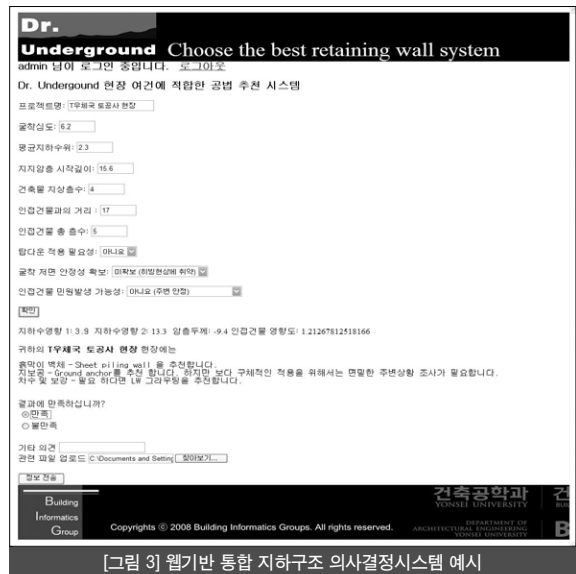 Dr.
Underground Choose the best retaining wall system
admin 님이 로그인 중입니다. 로그아웃
Dr. Undergound 현장 여건에 적합한 공법 추천 시스템
프로젝트명: T우체국 토공사 현장
굴착심도: 6.2
평균지하수위: 2.3
지지암층 시작깊이: 15.6
건축물 지상층수: 4
인접건물과의 거리 : 17
인접건물 총 층수: 5
탑다운 적용 필요성: 아니요
굴착 저면 안정성 확보: 미확보 (히빙현상에 취약)
인접건물 민원발생 가능성: 아니요 (주변 안정)
확인
지하수영향 1: 3.9 지하수영향 2: 13.3 암층두께: -9.4 인접건물 영향도: 1.21267812518166
귀하의 T우체국 토공사 현장 현장에는
흙막이 벽체 - Sheet piling wall 을 추천합니다.
지보공 - Ground anchor를 추천 합니다. 하지만 보다 구체적인 적용을 위해서는 면밀한 주변상황 조사가 필요합니다.
차수 및 보강 - 필요 하다면 LW 그라우팅을 추천합니다.
결과에 만족하십니까?
만족
불만족
기타 의견
관련 파일 업로드 C:\Documents and Setting 찾아보기...
정보 전송
Building
Informatics
Group
Copyrights © 2008 Building Informatics Groups. All rights reserved.
건축공학과
YONSEI UNIVERSITY
DEPARTMENT OF
ARCHITECTURAL ENGINEERING
YONSEI UNIVERSITY
건
B
[그림 3] 웹기반 통합 지하구조 의사결정시스템 예시